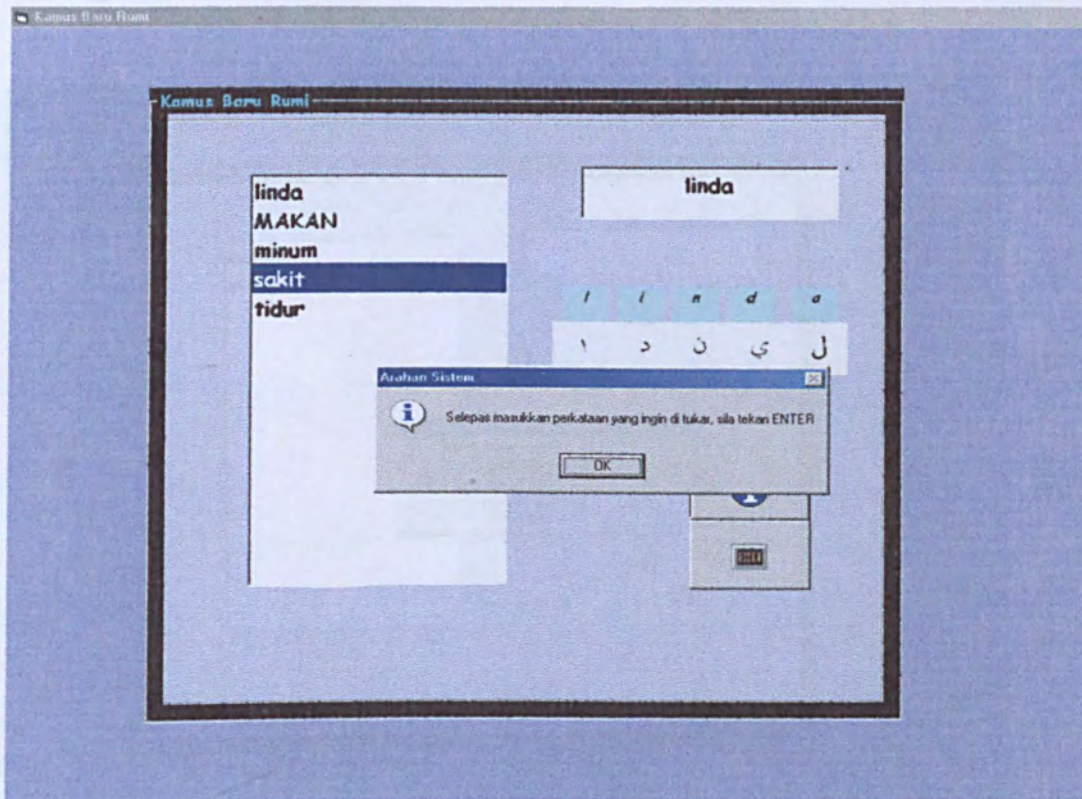 Kamus Baru Rumi
Kamus Baru Rumi
linda
MAKAN
minum
sakit
tidur
linda
l i n d a
ل ي ن د ا
Arahan Sistem
Selepas masukkan perkataan yang ingin di tukar, sila tekan ENTER
OK